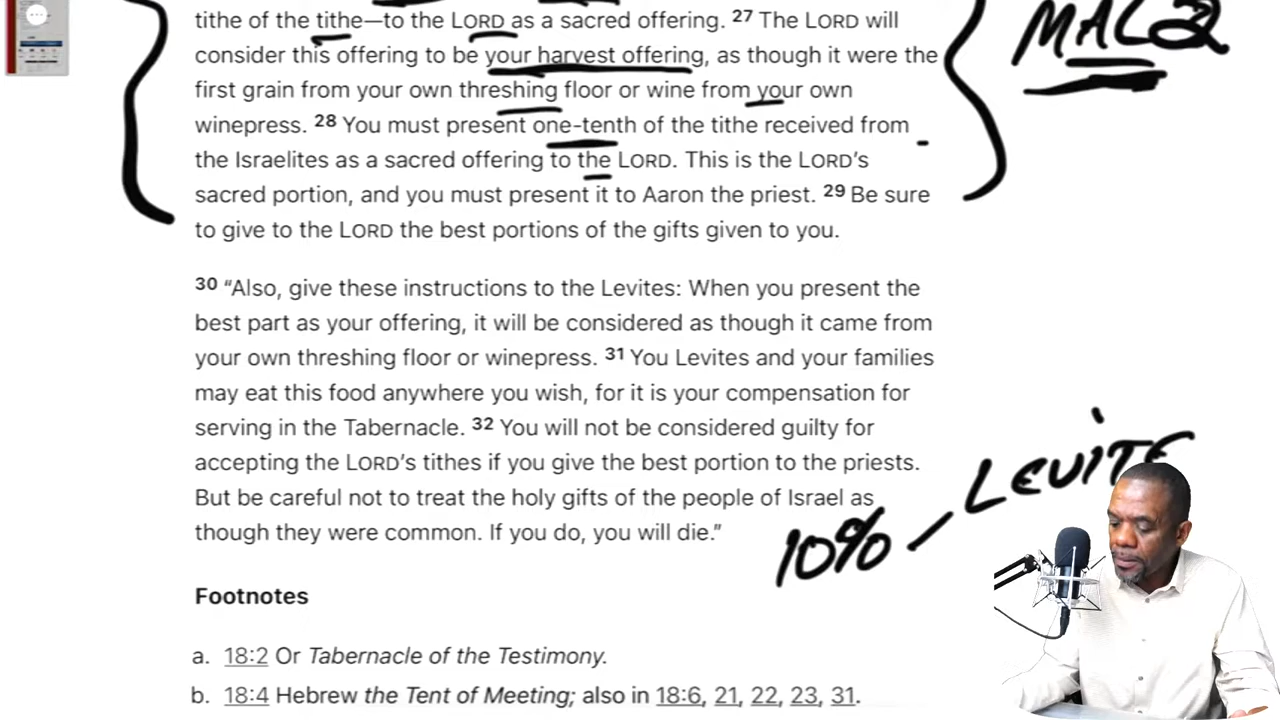 tithe of the tithe—to the LORD as a sacred offering. 27 The LORD will
consider this offering to be your harvest offering, as though it were the
first grain from your own threshing floor or wine from your own
winepress. 28 You must present one-tenth of the tithe received from
the Israelites as a sacred offering to the LORD. This is the LORD’s
sacred portion, and you must present it to Aaron the priest. 29 Be sure
to give to the LORD the best portions of the gifts given to you.
MAL 2
30 “Also, give these instructions to the Levites: When you present the
best part as your offering, it will be considered as though it came from
your own threshing floor or winepress. 31 You Levites and your families
may eat this food anywhere you wish, for it is your compensation for
serving in the Tabernacle. 32 You will not be considered guilty for
accepting the LORD’s tithes if you give the best portion to the priests.
But be careful not to treat the holy gifts of the people of Israel as
though they were common. If you do, you will die.”
10% – LEVITE
Footnotes
a. 18:2 Or Tabernacle of the Testimony.
b. 18:4 Hebrew the Tent of Meeting; also in 18:6, 21, 22, 23, 31.